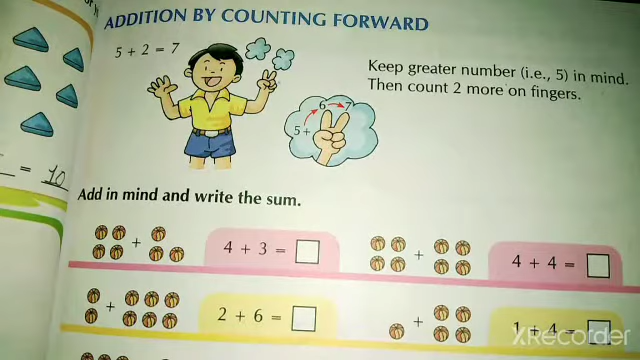 ADDITION BY COUNTING FORWARD
5 + 2 = 7
Keep greater number (i.e., 5) in mind.
Then count 2 more on fingers.
5 + 6 7
= 10
Add in mind and write the sum.
+ 4 + 3 =
+ 4 + 4 =
+ 2 + 6 =
+ 1 + 4 =
XRecorder